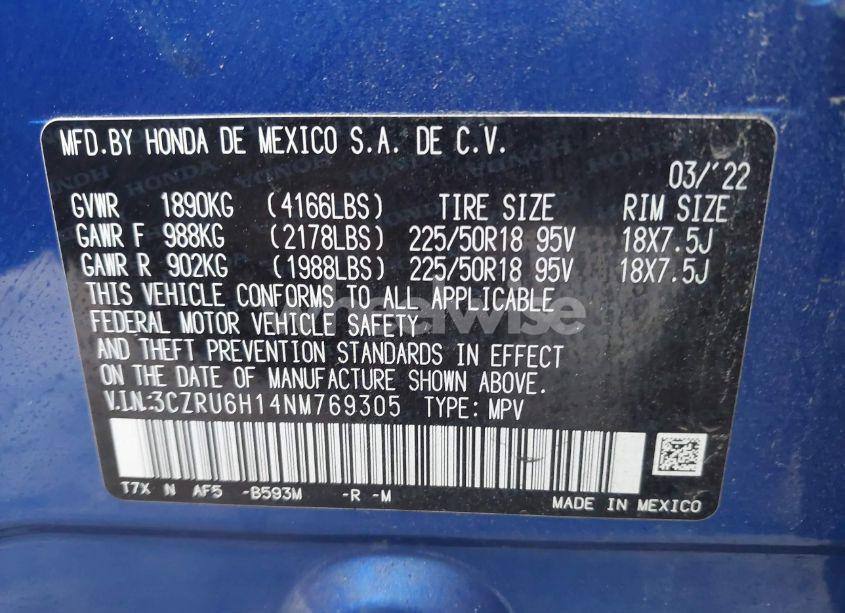 MFD.BY HONDA DE MEXICO S.A. DE C.V.
03/'22
GVWR 1890KG (4166LBS) TIRE SIZE RIM SIZE
GAWR F 988KG (2178LBS) 225/50R18 95V 18X7.5J
GAWR R 902KG (1988LBS) 225/50R18 95V 18X7.5J
THIS VEHICLE CONFORMS TO ALL APPLICABLE
FEDERAL MOTOR VEHICLE SAFETY
AND THEFT PREVENTION STANDARDS IN EFFECT
ON THE DATE OF MANUFACTURE SHOWN ABOVE.
V.I.N.:3CZRU6H14NM769305 TYPE: MPV
T7X N AF5 -B593M -R -M
MADE IN MEXICO